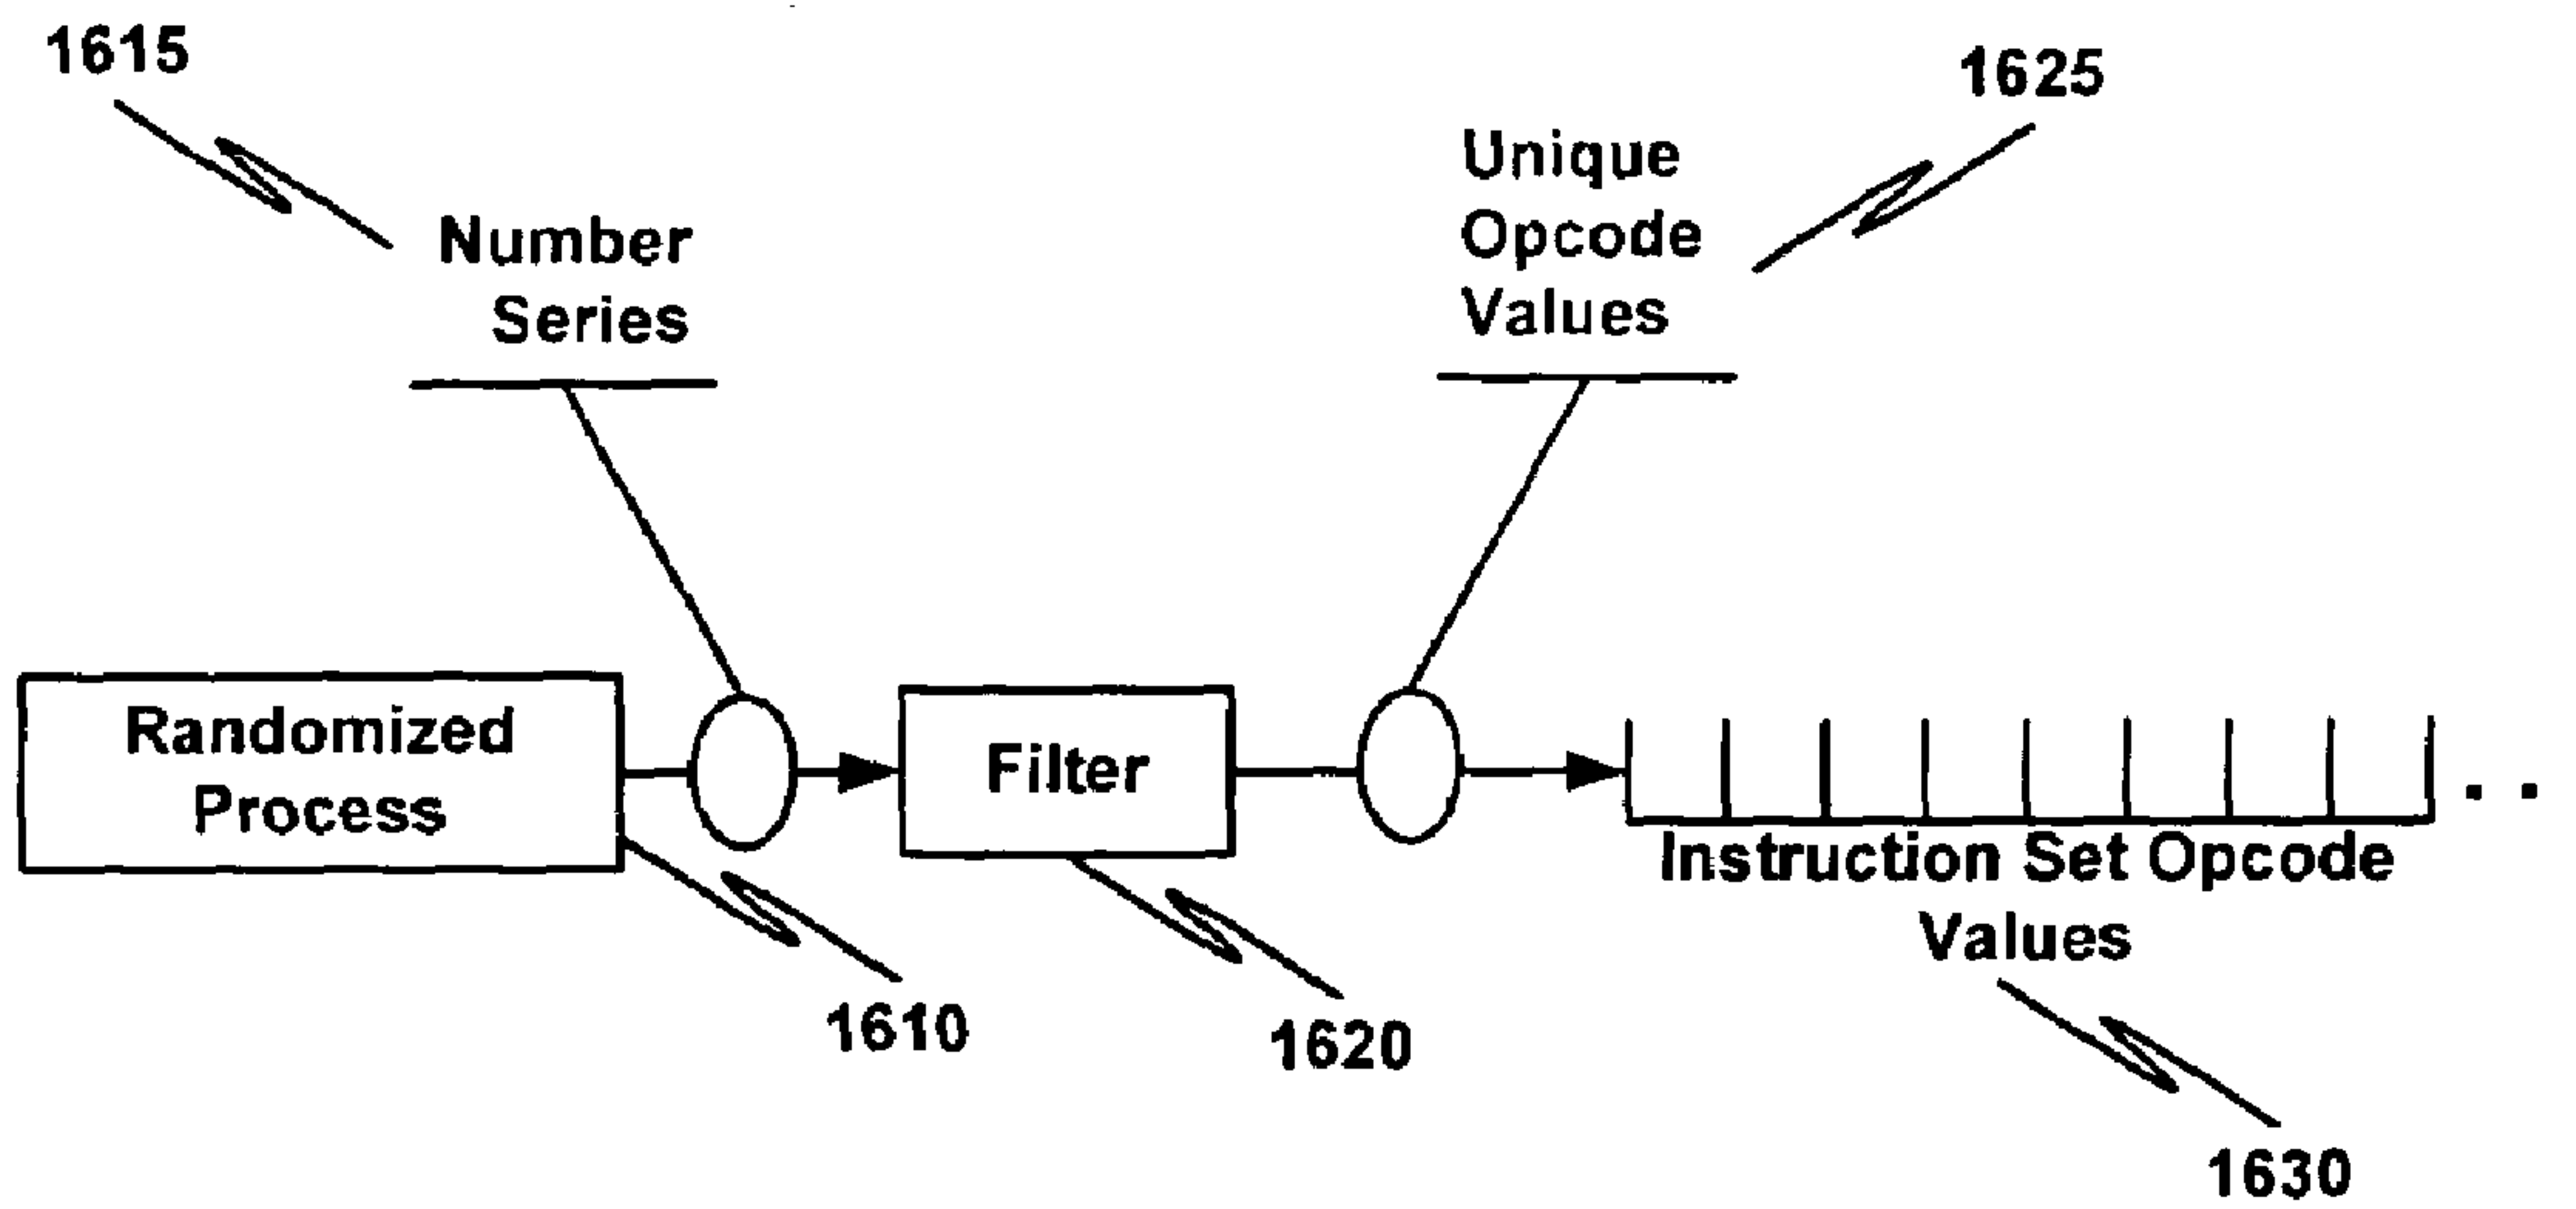 1615
1625
Number
Series
Unique
Opcode
Values
Randomized
Process
Filter
Instruction Set Opcode
Values
1610
1620
1630